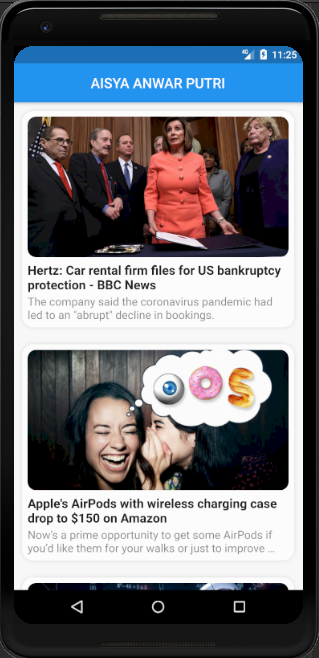 4G 11:25
AISYA ANWAR PUTRI
Hertz: Car rental firm files for US bankruptcy
protection - BBC News
The company said the coronavirus pandemic had
led to an "abrupt" decline in bookings.
Apple's AirPods with wireless charging case
drop to $150 on Amazon
Now's a prime opportunity to get some AirPods if
you'd like them for your walks or just to improve ...